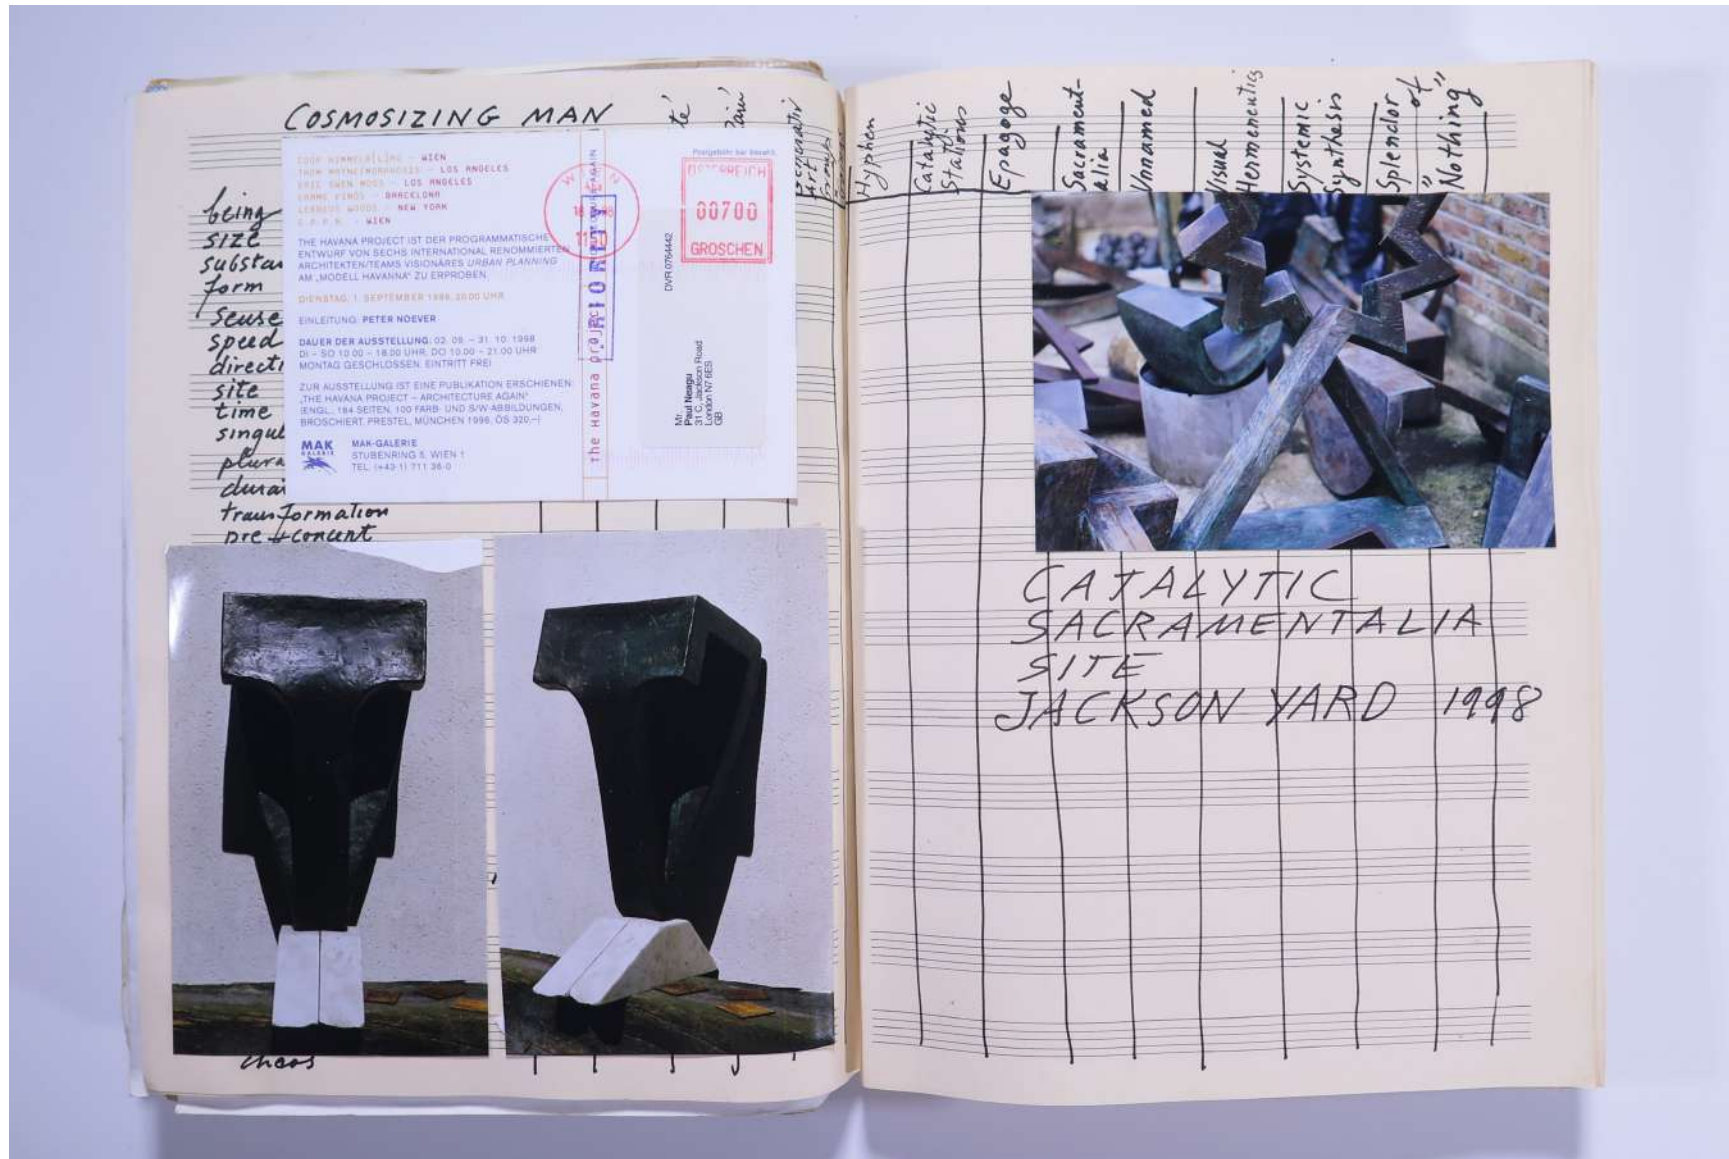 COSMOSIZING MAN
té
being
size
form
sense
speed
site
time
transformation
chaos
COOP HIMMELB(L)AU - WIEN
THOM MAYNE/MORPHOSIS - LOS ANGELES
ERIC OWEN MOSS - LOS ANGELES
CARME PINÓS - BARCELONA
LEBBEUS WOODS - NEW YORK
C.P.P.N. - WIEN
THE HAVANA PROJECT IST DER PROGRAMMATISCHE
ENTWURF VON SECHS INTERNATIONAL RENOMMIERTEN
ARCHITEKTEN/TEAMS VISIONÄRES URBAN PLANNING
AM „MODELL HAVANNA“ ZU ERPROBEN.
DIENSTAG, 1. SEPTEMBER 1998, 20.00 UHR
EINLEITUNG: PETER NOEVER
DAUER DER AUSSTELLUNG: 02. 09. – 31. 10. 1998
DI – SO 10.00 – 18.00 UHR, DO 10.00 – 21.00 UHR
MONTAG GESCHLOSSEN, EINTRITT FREI
ZUR AUSSTELLUNG IST EINE PUBLIKATION ERSCHIENEN:
„THE HAVANA PROJECT – ARCHITECTURE AGAIN“
(ENGL., 184 SEITEN, 100 FARB- UND S/W-ABBILDUNGEN,
BROSCHIERT, PRESTEL, MÜNCHEN 1996, ÖS 320,–)
MAK
GALERIE
MAK-GALERIE
STUBENRING 5, WIEN 1
TEL. (+43-1) 711 36-0
the Havana project
AGAIN
PRIORITY
WIEN
Postgebühr bar bezahlt
ÖSTERREICH
00700
GROSCHEN
DVR 0764442
Mr.
Paul Neagu
31 C, Jackson Road
London N7 6ES
GB
Hyphen
Catalytic
Stations
Epagoge
Sacrament-
alia
Unnamed
Visual
Hermeneutics
Systemic
Synthesis
Splendor of
"Nothing"
CATALYTIC
SACRAMENTALIA
SITE
JACKSON YARD 1998